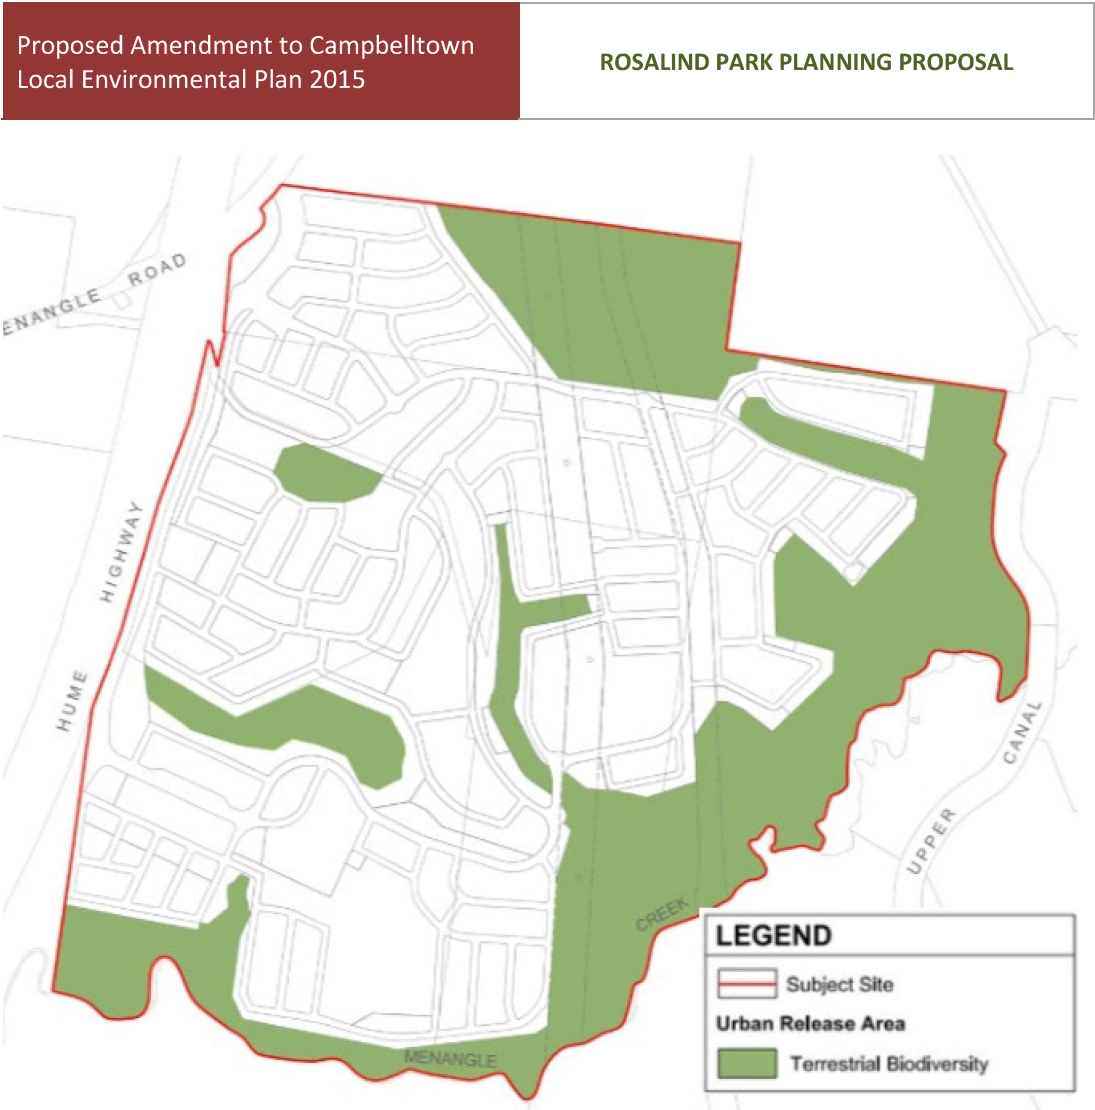 Proposed Amendment to Campbelltown
Local Environmental Plan 2015
ROSALIND PARK PLANNING PROPOSAL
ENANGLE ROAD
HUME HIGHWAY
UPPER CANAL
MENANGLE CREEK
LEGEND
Subject Site
Urban Release Area
Terrestrial Biodiversity